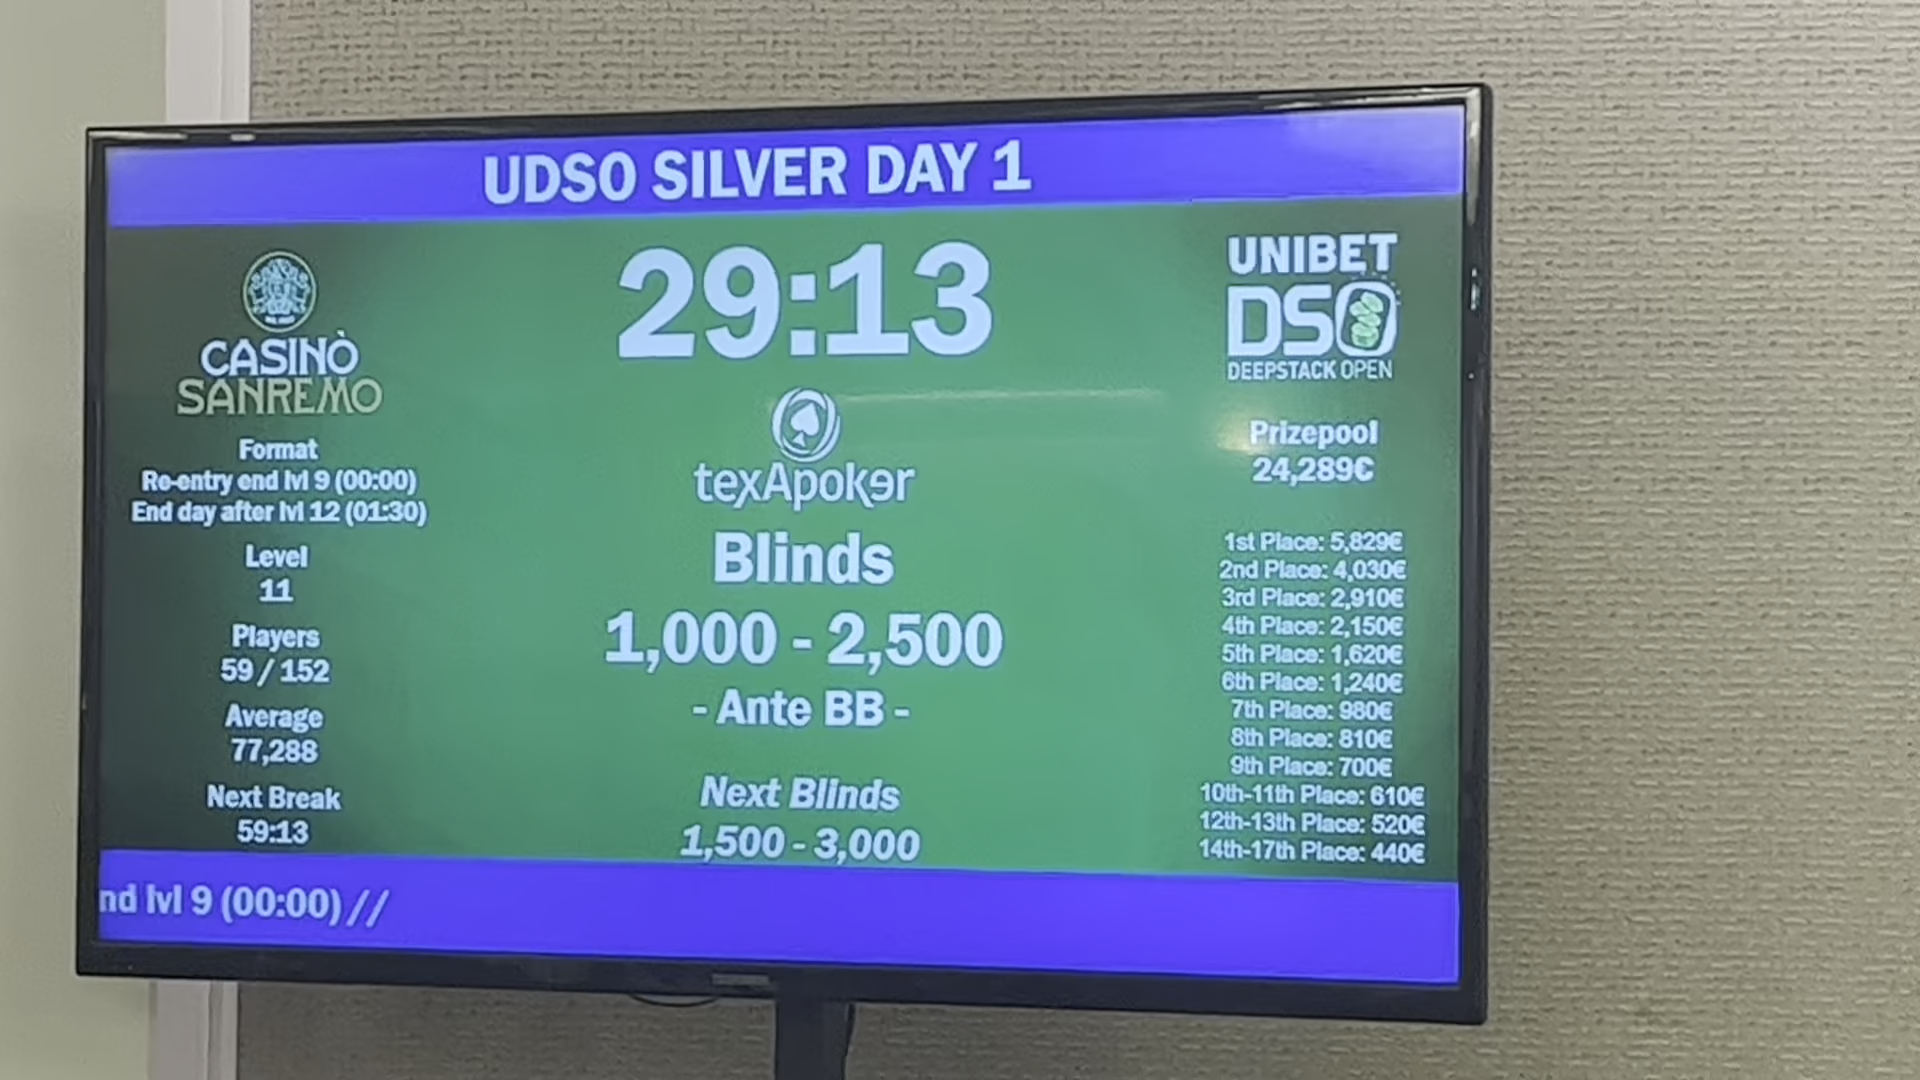 UDSO SILVER DAY 1
CASINÒ
SANREMO
Format
Re-entry end lvl 9 (00:00)
End day after lvl 12 (01:30)
Level
11
Players
59 / 152
Average
77,288
Next Break
59:13
29:13
texApoker
Blinds
1,000 - 2,500
- Ante BB -
Next Blinds
1,500 - 3,000
UNIBET
DSO
DEEPSTACK OPEN
Prizepool
24,289€
1st Place: 5,829€
2nd Place: 4,030€
3rd Place: 2,910€
4th Place: 2,150€
5th Place: 1,620€
6th Place: 1,240€
7th Place: 980€
8th Place: 810€
9th Place: 700€
10th-11th Place: 610€
12th-13th Place: 520€
14th-17th Place: 440€
nd lvl 9 (00:00) //